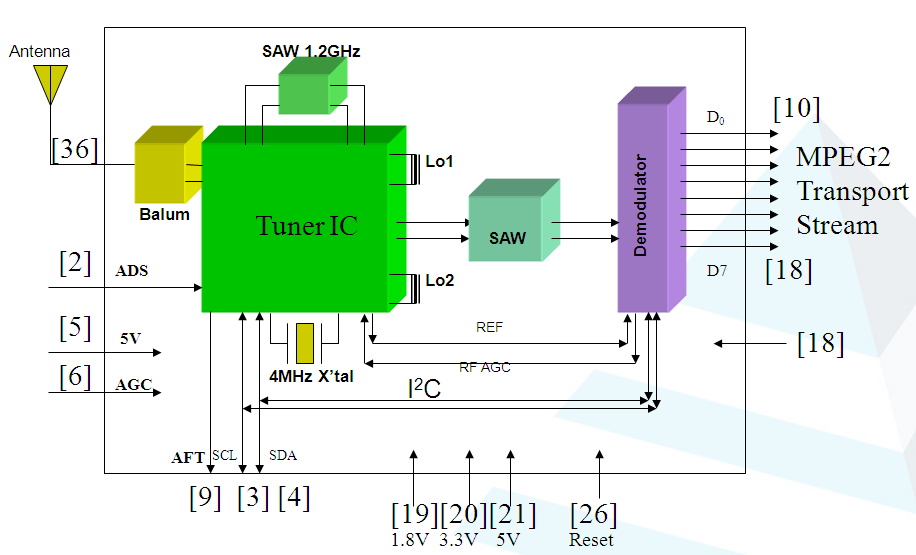 SAW 1.2GHz
Antenna
[36]
Balum
Tuner IC
Lo1
Lo2
SAW
Demodulator
D0
[10]
MPEG2
Transport
Stream
D7
[18]
[2]
ADS
[5]
5V
[6]
AGC
4MHz X'tal
REF
RF AGC
I²C
[18]
AFT
SCL
SDA
[9]
[3]
[4]
[19]
[20]
[21]
[26]
1.8V
3.3V
5V
Reset